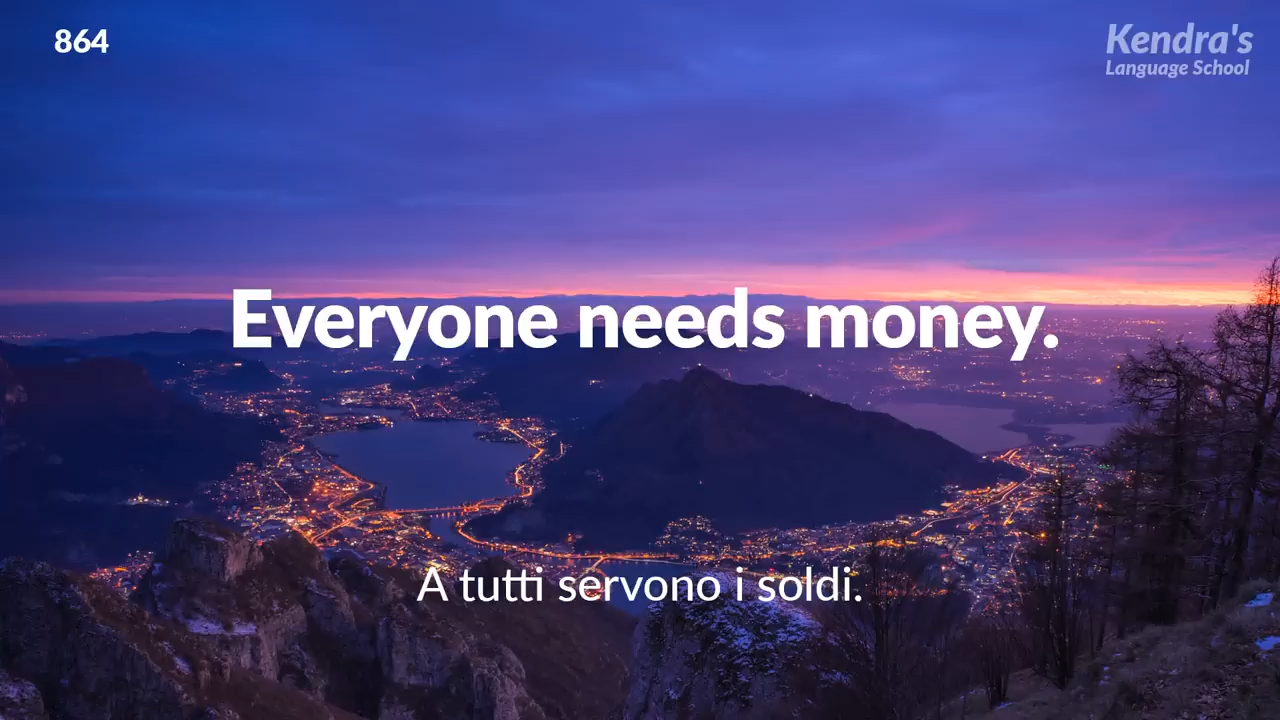 864
Kendra's
Language School
Everyone needs money.
A tutti servono i soldi.